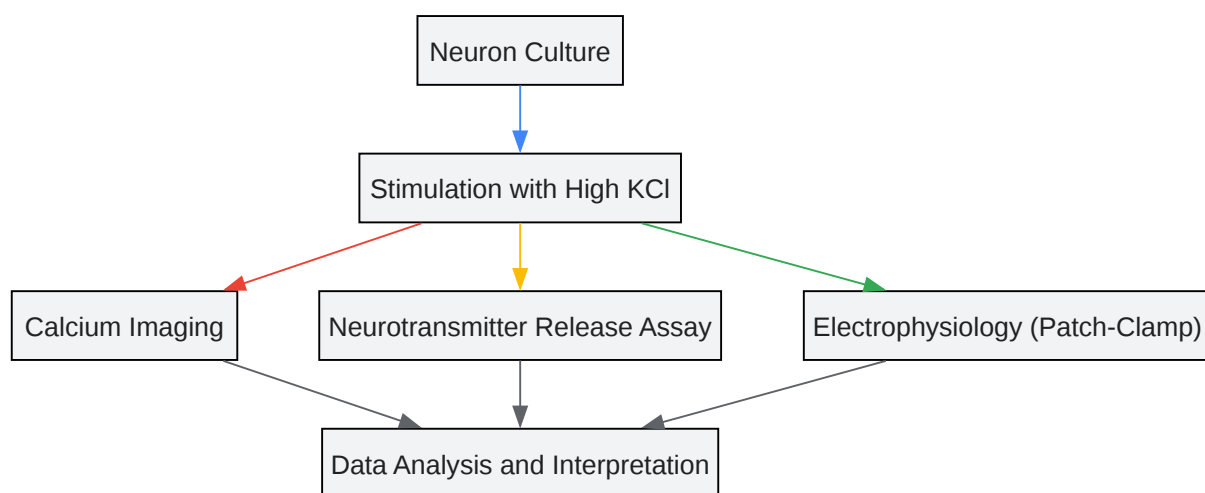 Neuron Culture
Stimulation with High KCl
Calcium Imaging
Neurotransmitter Release Assay
Electrophysiology (Patch-Clamp)
Data Analysis and Interpretation